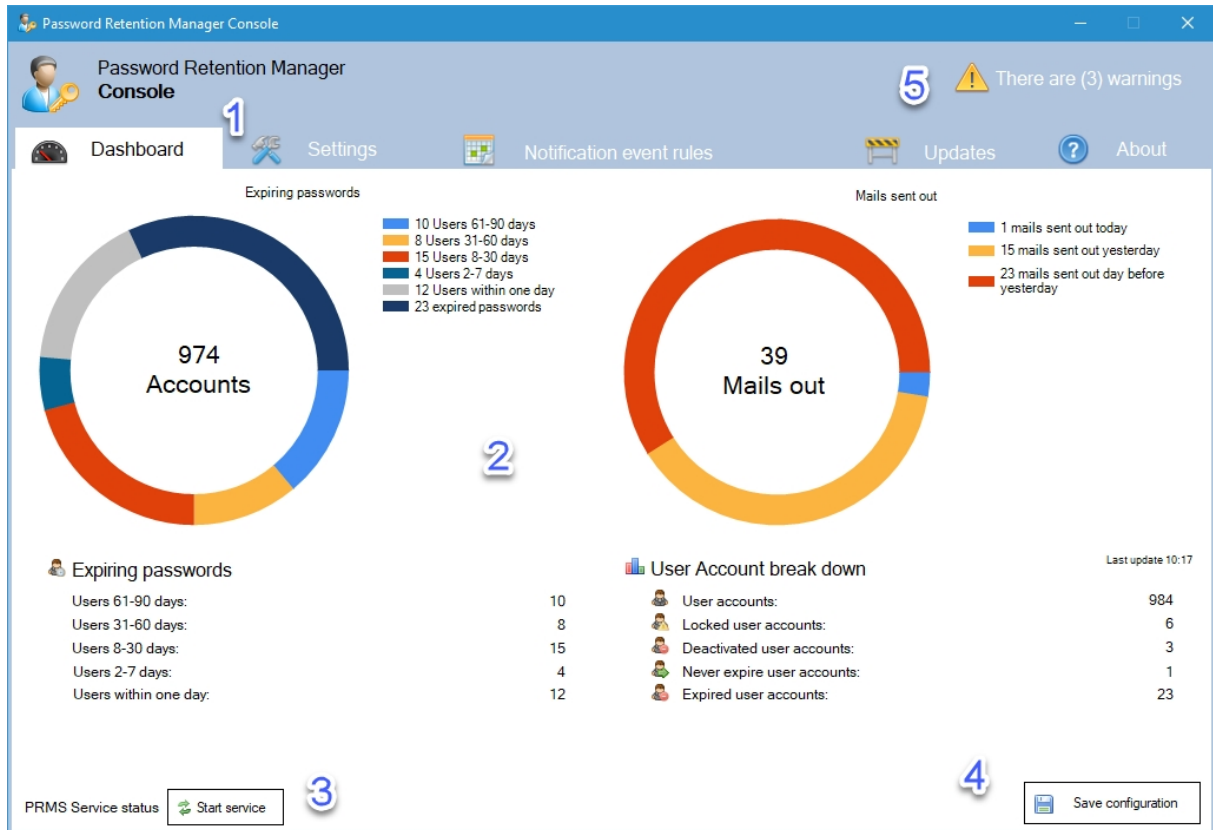 Password Retention Manager Console
Password Retention Manager
Console
5
There are (3) warnings
1
Dashboard
Settings
Notification event rules
Updates
About
Expiring passwords
10 Users 61-90 days
8 Users 31-60 days
15 Users 8-30 days
4 Users 2-7 days
12 Users within one day
23 expired passwords
974
Accounts
Mails sent out
1 mails sent out today
15 mails sent out yesterday
23 mails sent out day before
yesterday
39
Mails out
2
Expiring passwords
Users 61-90 days: 10
Users 31-60 days: 8
Users 8-30 days: 15
Users 2-7 days: 4
Users within one day: 12
User Account break down
Last update 10:17
User accounts: 984
Locked user accounts: 6
Deactivated user accounts: 3
Never expire user accounts: 1
Expired user accounts: 23
PRMS Service status
Start service
3
4
Save configuration